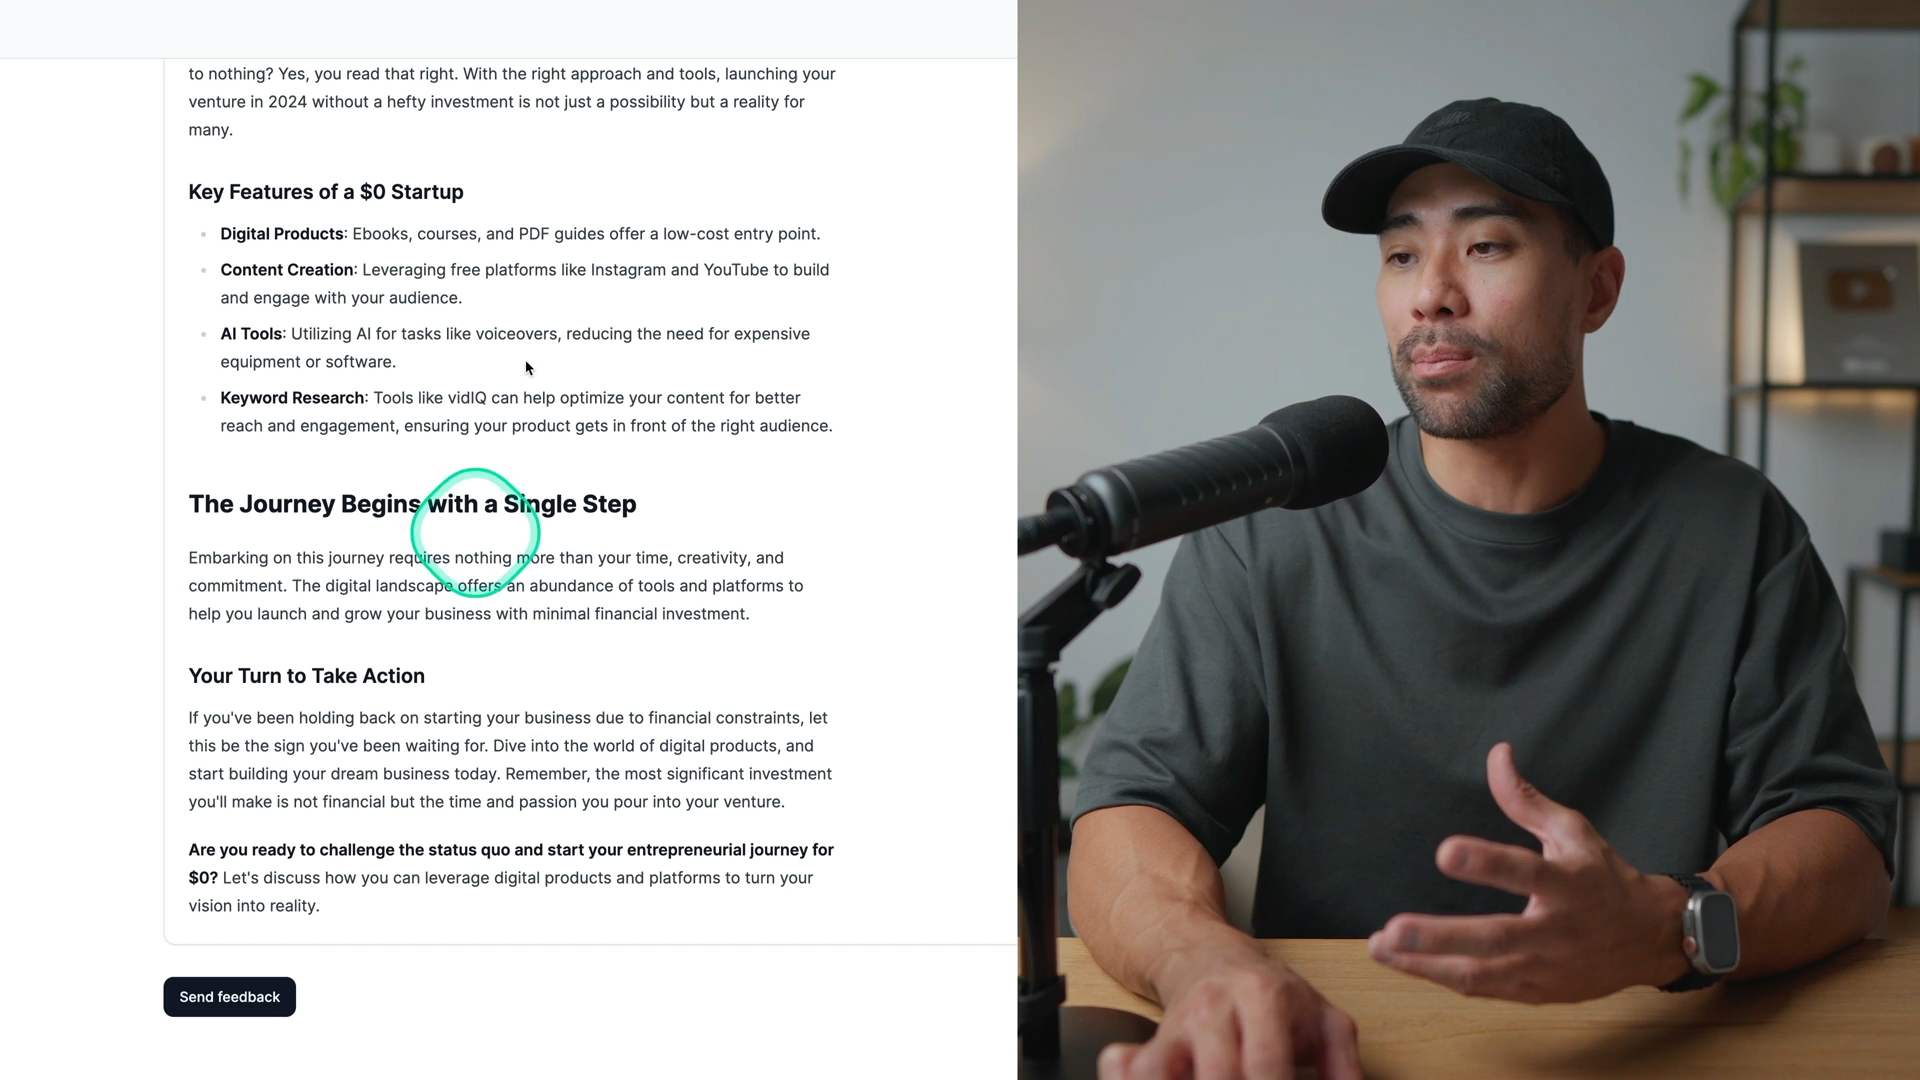 to nothing? Yes, you read that right. With the right approach and tools, launching your
venture in 2024 without a hefty investment is not just a possibility but a reality for
many.
Key Features of a $0 Startup
Digital Products: Ebooks, courses, and PDF guides offer a low-cost entry point.
Content Creation: Leveraging free platforms like Instagram and YouTube to build
and engage with your audience.
AI Tools: Utilizing AI for tasks like voiceovers, reducing the need for expensive
equipment or software.
Keyword Research: Tools like vidIQ can help optimize your content for better
reach and engagement, ensuring your product gets in front of the right audience.
The Journey Begins with a Single Step
Embarking on this journey requires nothing more than your time, creativity, and
commitment. The digital landscape offers an abundance of tools and platforms to
help you launch and grow your business with minimal financial investment.
Your Turn to Take Action
If you've been holding back on starting your business due to financial constraints, let
this be the sign you've been waiting for. Dive into the world of digital products, and
start building your dream business today. Remember, the most significant investment
you'll make is not financial but the time and passion you pour into your venture.
Are you ready to challenge the status quo and start your entrepreneurial journey for
$0? Let's discuss how you can leverage digital products and platforms to turn your
vision into reality.
Send feedback